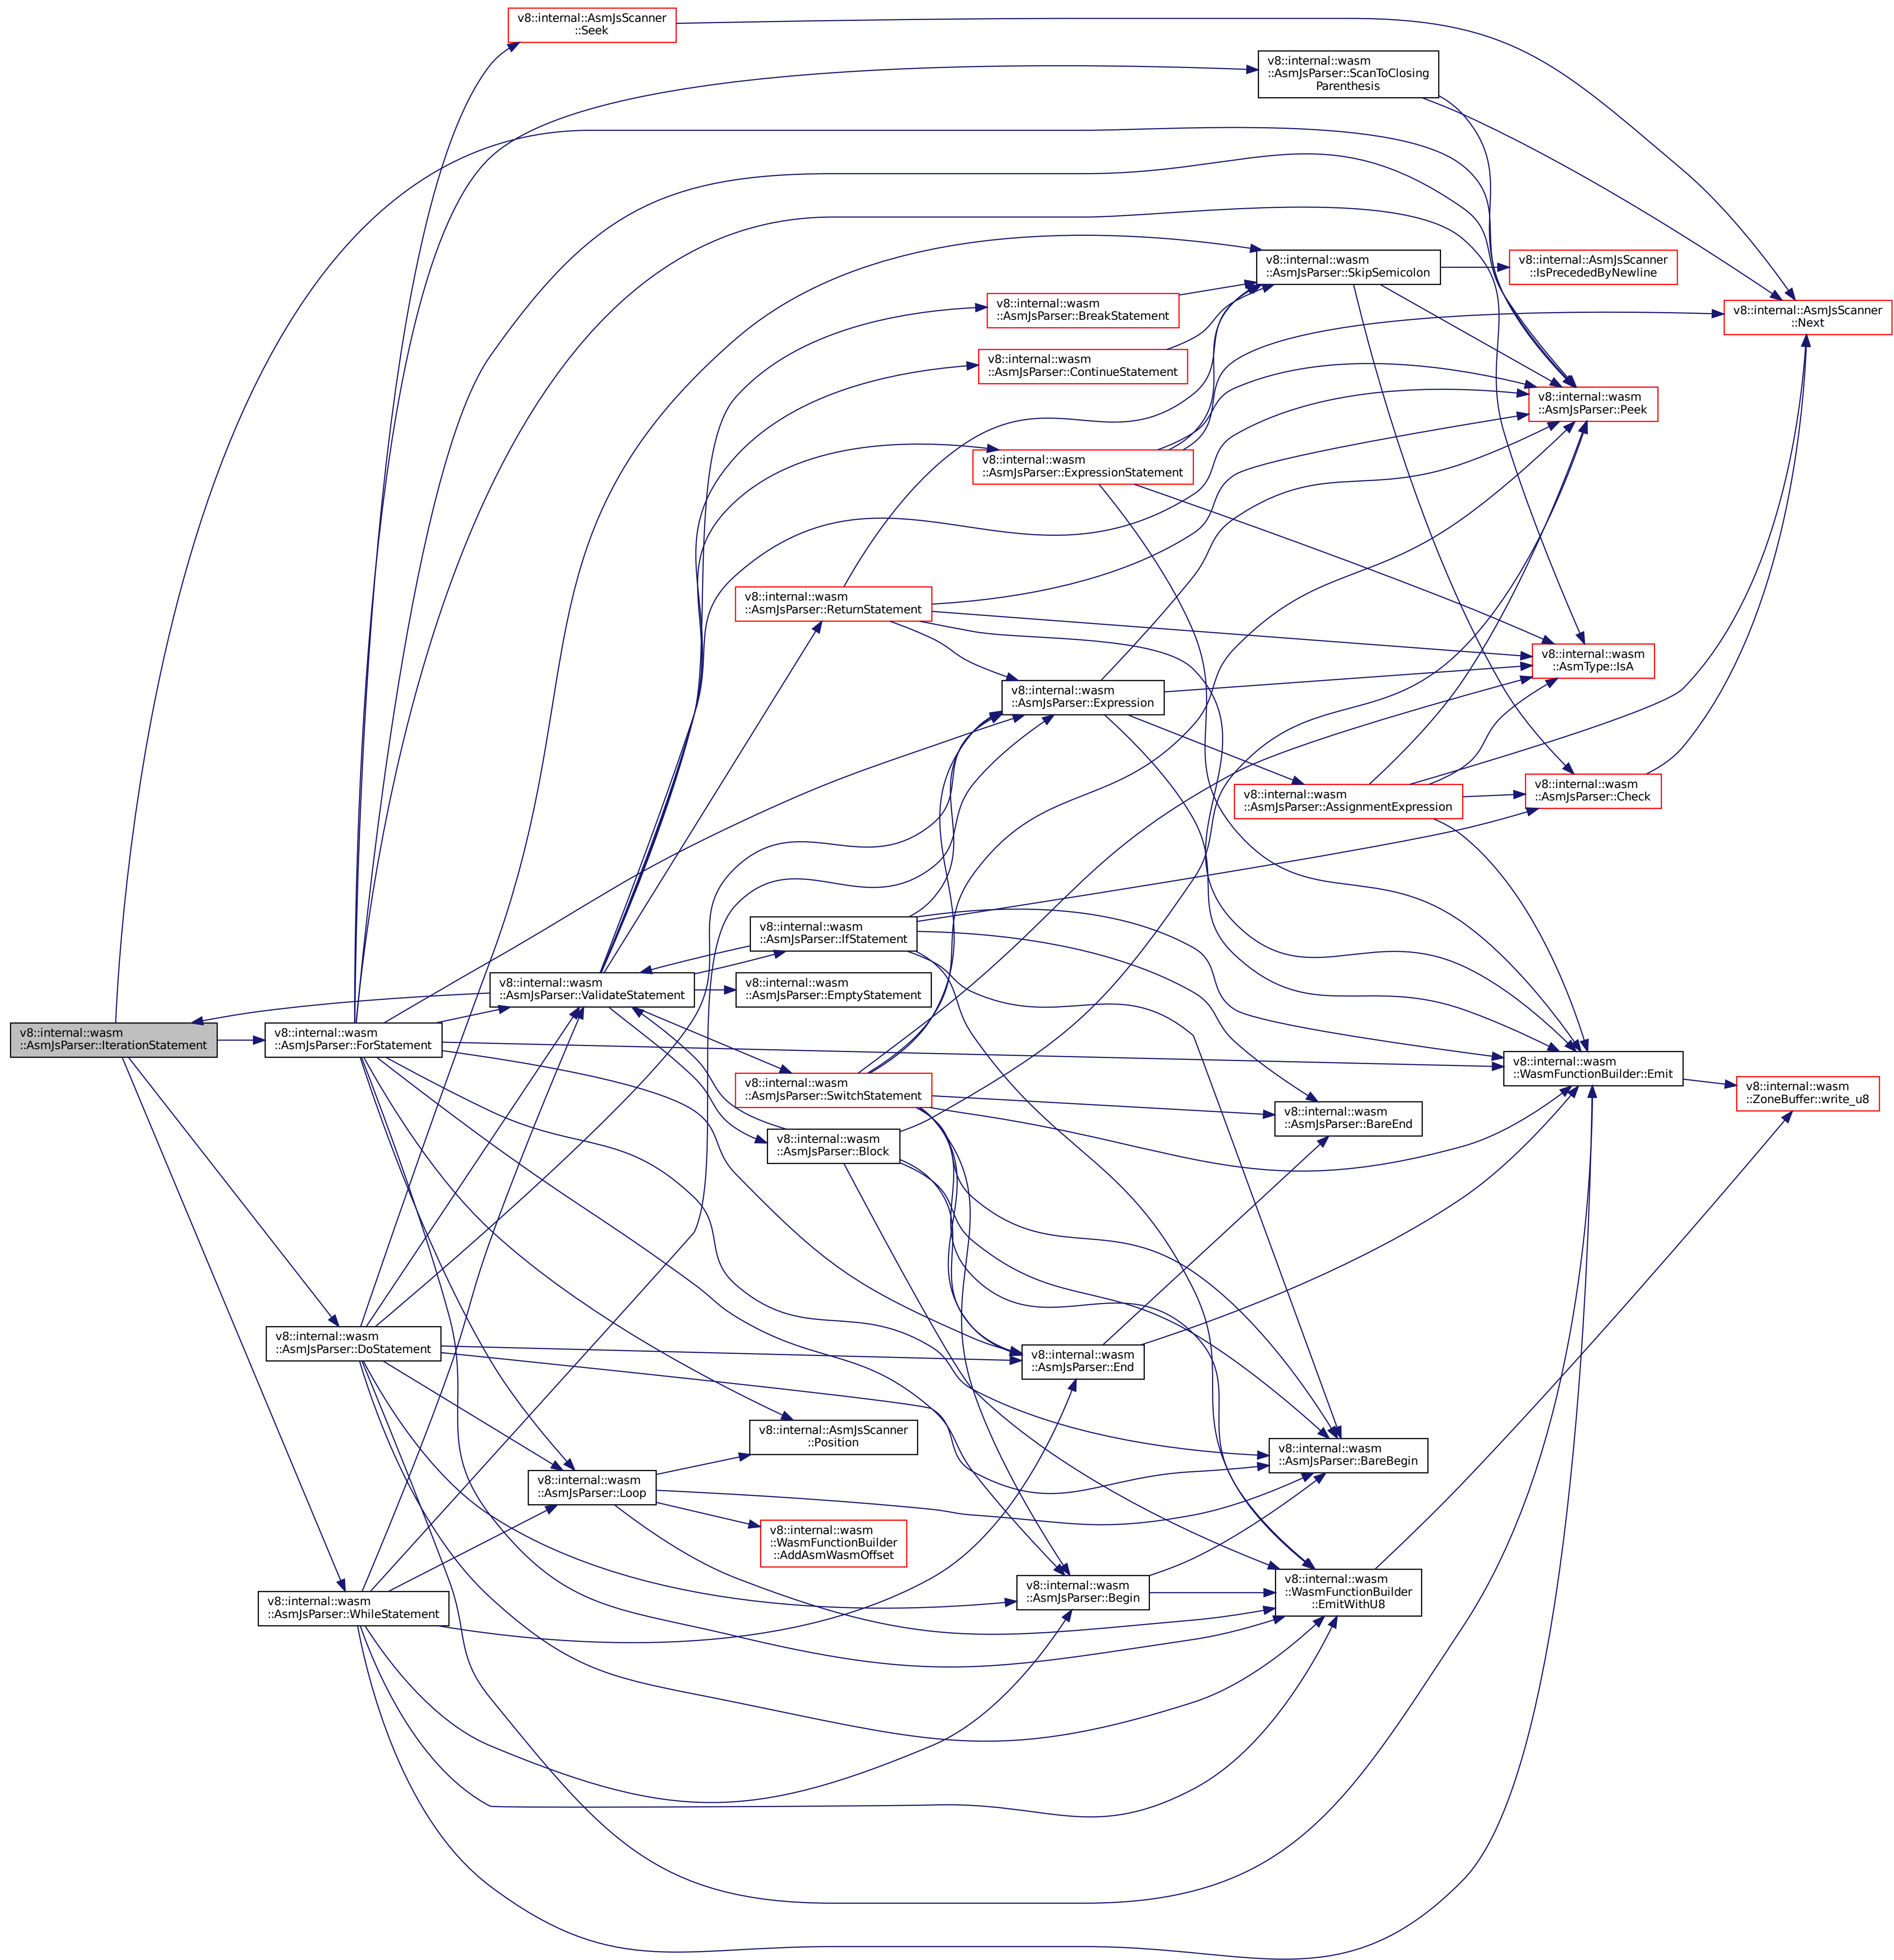 v8::internal::AsmJsScanner
::Seek
v8::internal::wasm
::AsmJsParser::ScanToClosing
Parenthesis
v8::internal::wasm
::AsmJsParser::SkipSemicolon
v8::internal::AsmJsScanner
::IsPrecededByNewline
v8::internal::wasm
::AsmJsParser::BreakStatement
v8::internal::AsmJsScanner
::Next
v8::internal::wasm
::AsmJsParser::ContinueStatement
v8::internal::wasm
::AsmJsParser::Peek
v8::internal::wasm
::AsmJsParser::ExpressionStatement
v8::internal::wasm
::AsmJsParser::ReturnStatement
v8::internal::wasm
::AsmType::IsA
v8::internal::wasm
::AsmJsParser::Expression
v8::internal::wasm
::AsmJsParser::AssignmentExpression
v8::internal::wasm
::AsmJsParser::Check
v8::internal::wasm
::AsmJsParser::IfStatement
v8::internal::wasm
::AsmJsParser::ValidateStatement
v8::internal::wasm
::AsmJsParser::EmptyStatement
v8::internal::wasm
::AsmJsParser::IterationStatement
v8::internal::wasm
::AsmJsParser::ForStatement
v8::internal::wasm
::WasmFunctionBuilder::Emit
v8::internal::wasm
::ZoneBuffer::write_u8
v8::internal::wasm
::AsmJsParser::SwitchStatement
v8::internal::wasm
::AsmJsParser::BareEnd
v8::internal::wasm
::AsmJsParser::Block
v8::internal::wasm
::AsmJsParser::DoStatement
v8::internal::wasm
::AsmJsParser::End
v8::internal::AsmJsScanner
::Position
v8::internal::wasm
::AsmJsParser::BareBegin
v8::internal::wasm
::AsmJsParser::Loop
v8::internal::wasm
::WasmFunctionBuilder
::AddAsmWasmOffset
v8::internal::wasm
::AsmJsParser::WhileStatement
v8::internal::wasm
::AsmJsParser::Begin
v8::internal::wasm
::WasmFunctionBuilder
::EmitWithU8